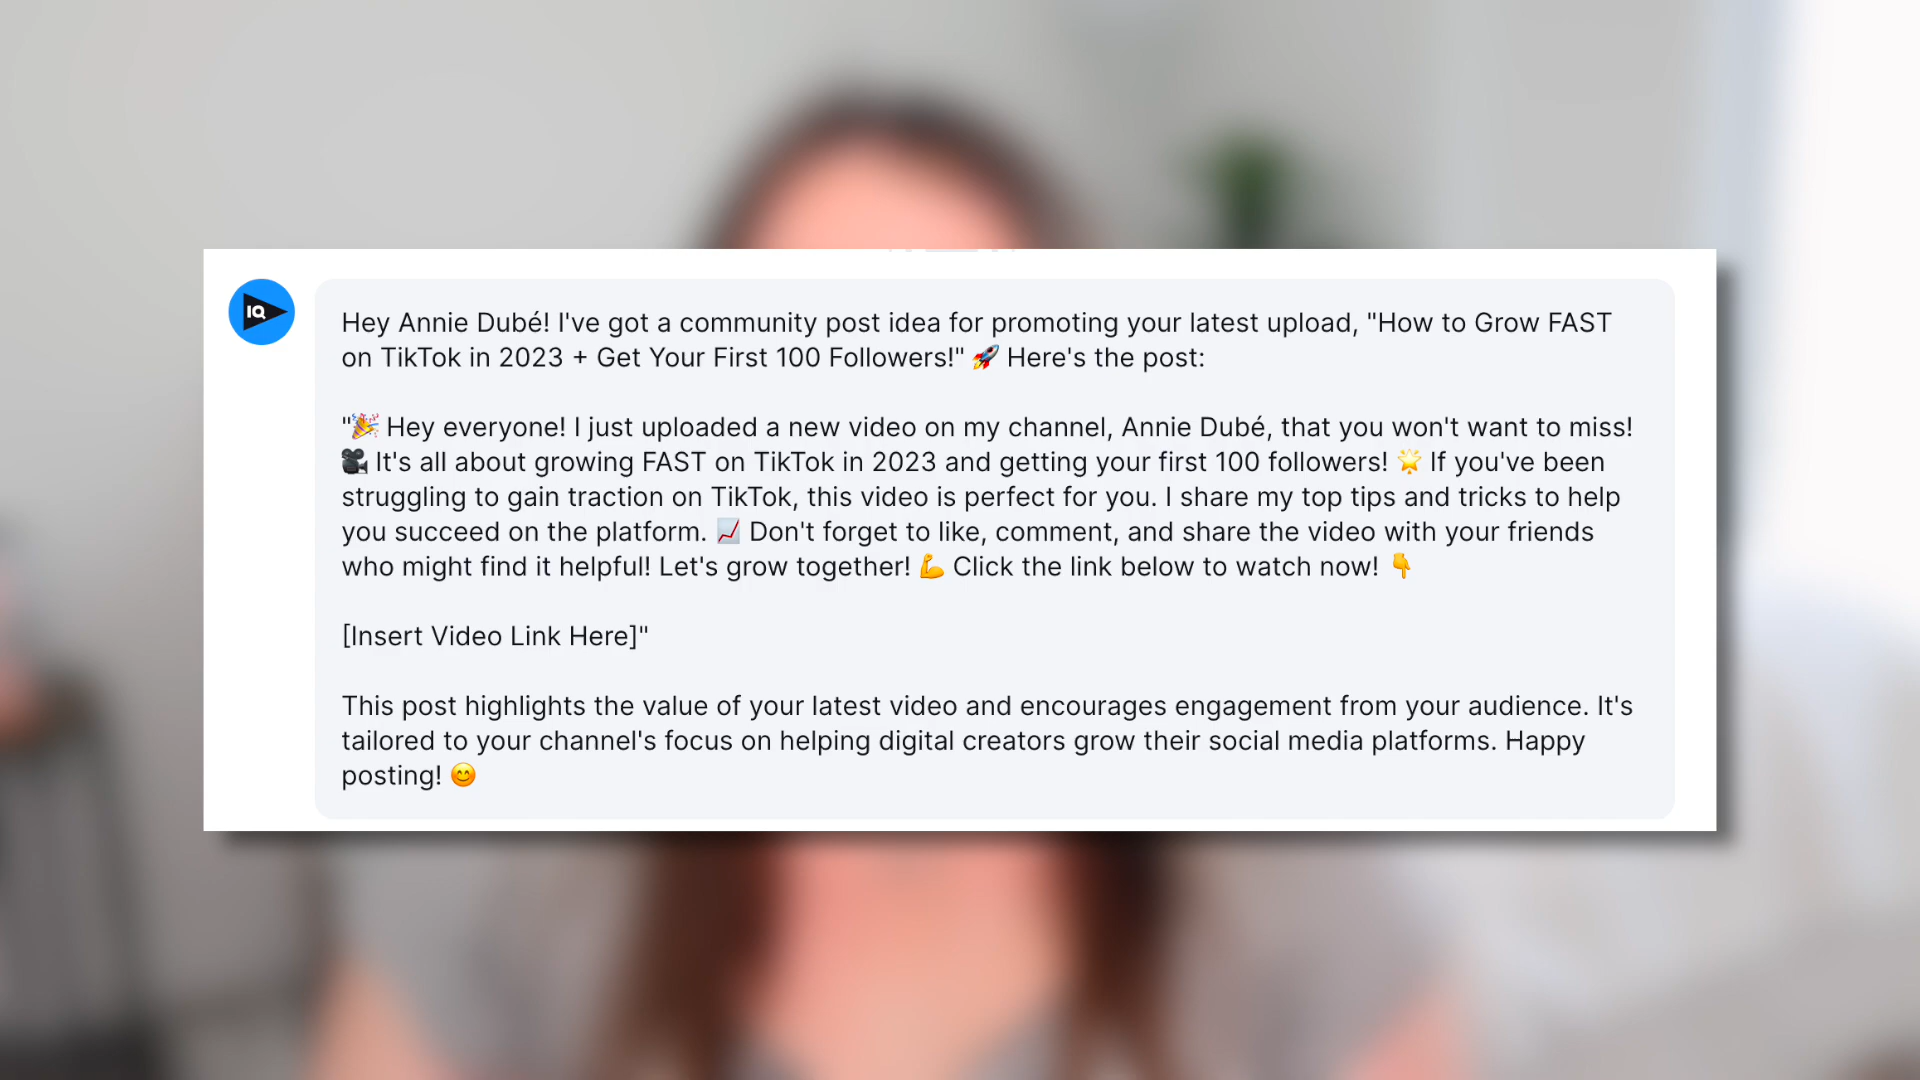 IQ
Hey Annie Dubé! I've got a community post idea for promoting your latest upload, "How to Grow FAST
on TikTok in 2023 + Get Your First 100 Followers!" 🚀 Here's the post:
"🎉 Hey everyone! I just uploaded a new video on my channel, Annie Dubé, that you won't want to miss!
🎥 It's all about growing FAST on TikTok in 2023 and getting your first 100 followers! 🌟 If you've been
struggling to gain traction on TikTok, this video is perfect for you. I share my top tips and tricks to help
you succeed on the platform. 📈 Don't forget to like, comment, and share the video with your friends
who might find it helpful! Let's grow together! 💪 Click the link below to watch now! 👇
[Insert Video Link Here]"
This post highlights the value of your latest video and encourages engagement from your audience. It's
tailored to your channel's focus on helping digital creators grow their social media platforms. Happy
posting! 😊